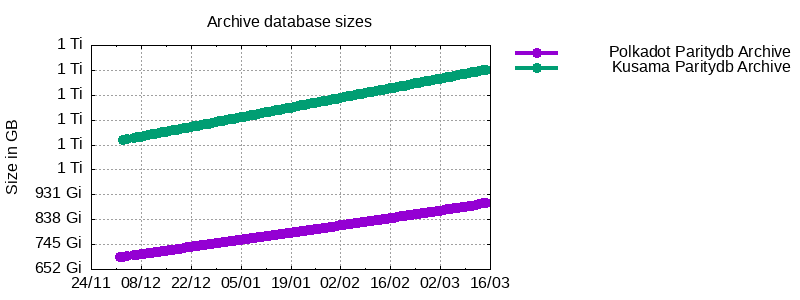 Archive database sizes
Polkadot Paritydb Archive
Kusama Paritydb Archive
Size in GB
1 Ti
1 Ti
1 Ti
1 Ti
1 Ti
1 Ti
931 Gi
838 Gi
745 Gi
652 Gi
24/11 08/12 22/12 05/01 19/01 02/02 16/02 02/03 16/03